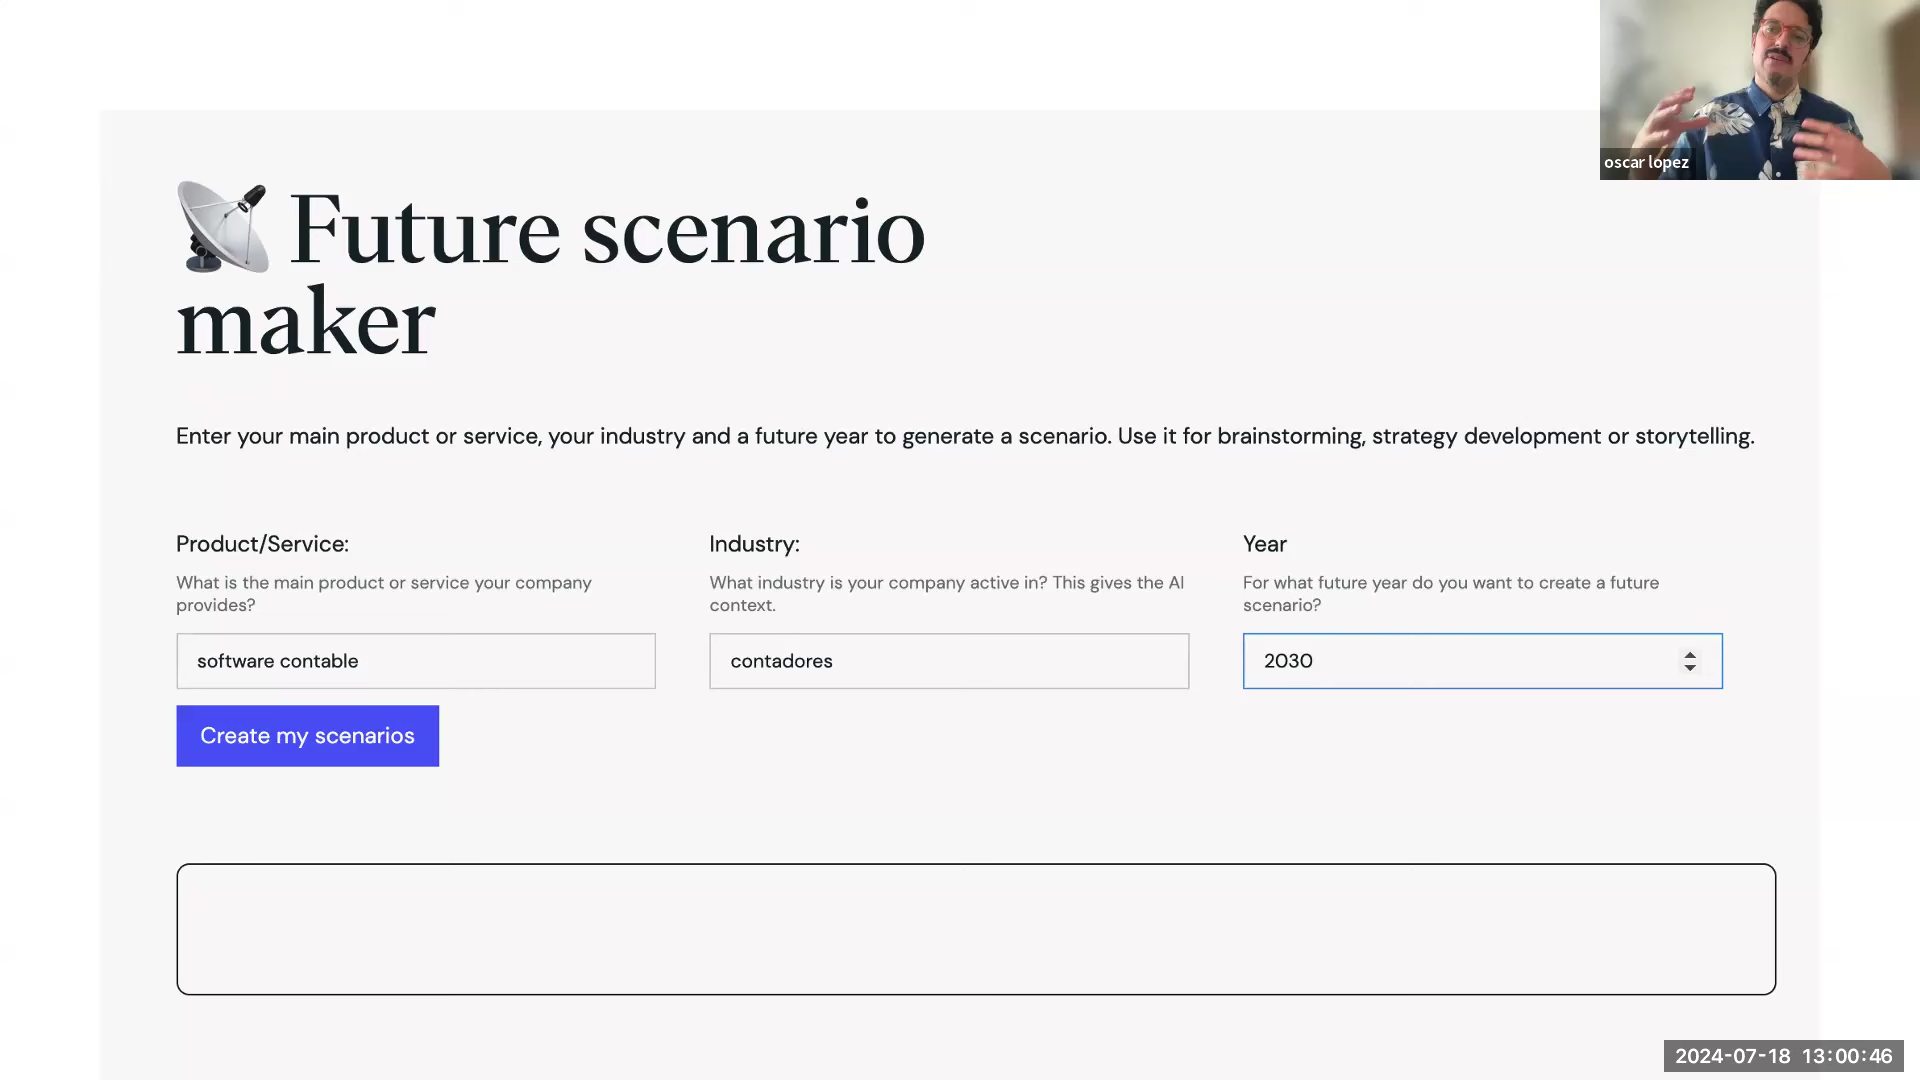 oscar lopez
Future scenario
maker
Enter your main product or service, your industry and a future year to generate a scenario. Use it for brainstorming, strategy development or storytelling.
Product/Service:
What is the main product or service your company
provides?
software contable
Industry:
What industry is your company active in? This gives the AI
context.
contadores
Year
For what future year do you want to create a future
scenario?
2030
Create my scenarios
2024-07-18 13:00:46